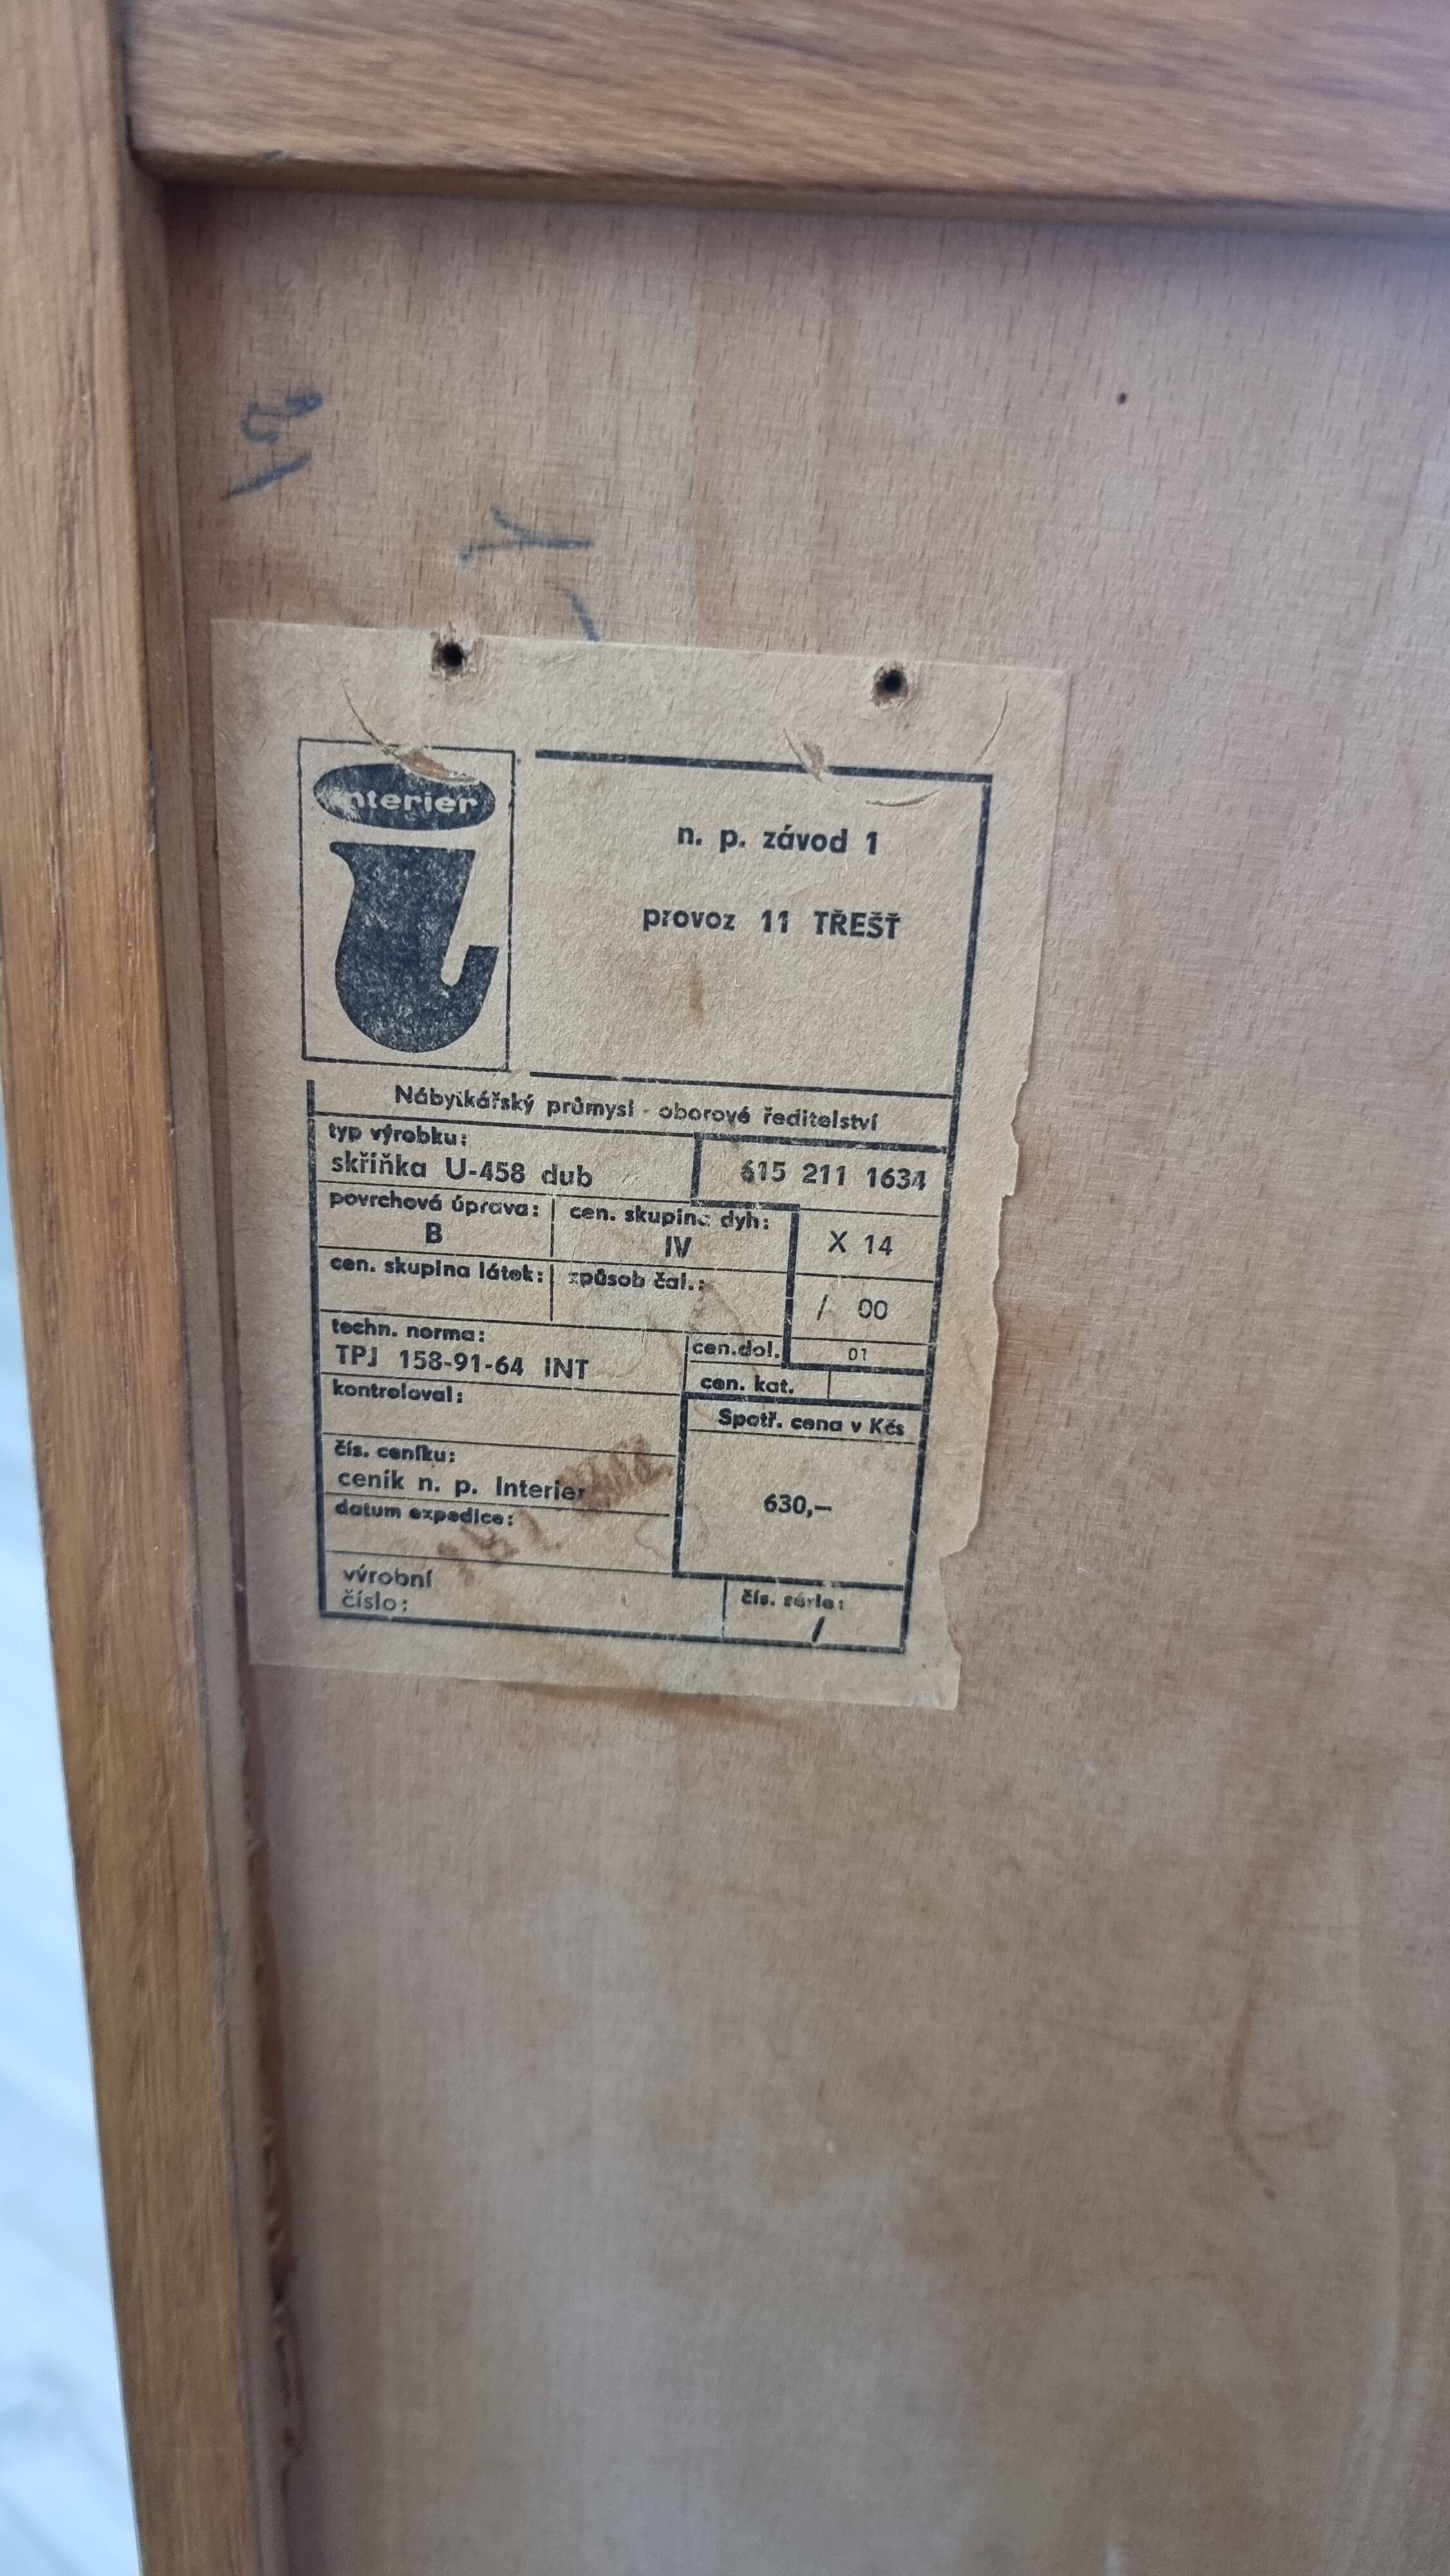 interier
n. p. závod 1
provoz 11 TŘEŠŤ
Nábytkářský průmysl - oborové ředitelství
typ výrobku:
skříňka U-458 dub
615 211 1634
povrchová úprava:
B
cen. skupina dyh:
IV
X 14
cen. skupina látek:
způsob čal.:
/ 00
techn. norma:
TPJ 158-91-64 INT
cen.dol.
01
cen. kat.
kontroloval:
Spotř. cena v Kčs
630,—
čís. ceníku:
ceník n. p. Interier
datum expedice:
výrobní
číslo:
čís. série:
/